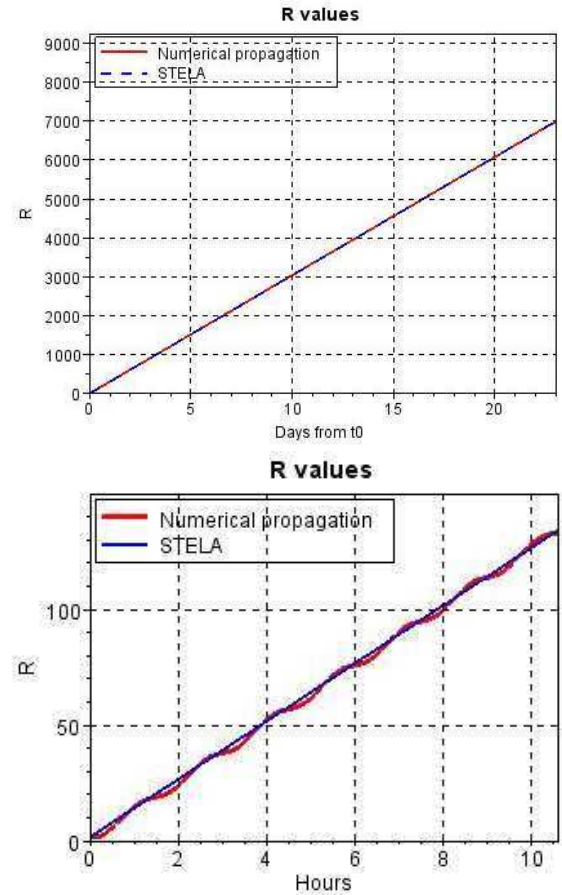 R values
9000
8000
7000
6000
5000
4000
3000
2000
1000
0
R
Numerical propagation
STELA
0 5 10 15 20
Days from t0
R values
100
50
0
R
Numerical propagation
STELA
0 2 4 6 8 10
Hours